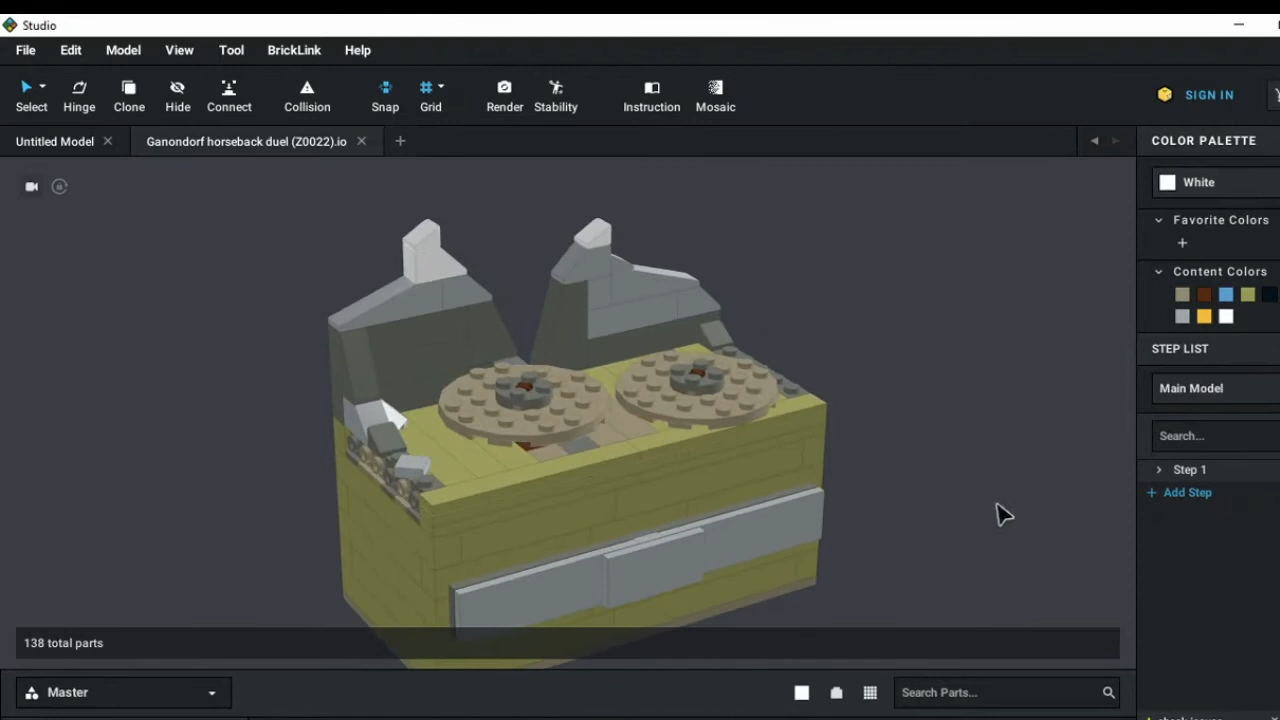 Studio
File Edit Model View Tool BrickLink Help
Select Hinge Clone Hide Connect Collision Snap Grid Render Stability Instruction Mosaic SIGN IN
Untitled Model Ganondorf horseback duel (Z0022).io COLOR PALETTE
White
Favorite Colors
Content Colors
STEP LIST
Main Model
Search...
Step 1
+ Add Step
138 total parts
Master Search Parts...